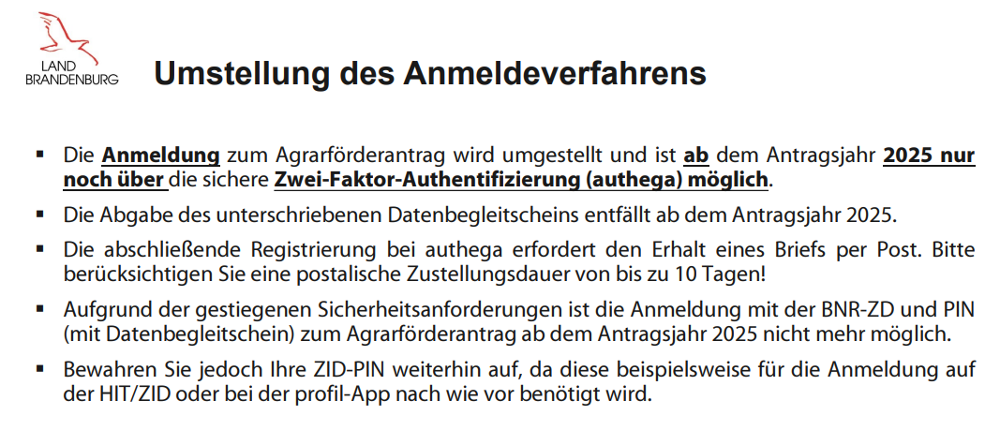 LAND
BRANDENBURG
Umstellung des Anmeldeverfahrens
▪ Die Anmeldung zum Agrarförderantrag wird umgestellt und ist ab dem Antragsjahr 2025 nur
noch über die sichere Zwei-Faktor-Authentifizierung (authega) möglich.
▪ Die Abgabe des unterschriebenen Datenbegleitscheins entfällt ab dem Antragsjahr 2025.
▪ Die abschließende Registrierung bei authega erfordert den Erhalt eines Briefs per Post. Bitte
berücksichtigen Sie eine postalische Zustellungsdauer von bis zu 10 Tagen!
▪ Aufgrund der gestiegenen Sicherheitsanforderungen ist die Anmeldung mit der BNR-ZD und PIN
(mit Datenbegleitschein) zum Agrarförderantrag ab dem Antragsjahr 2025 nicht mehr möglich.
▪ Bewahren Sie jedoch Ihre ZID-PIN weiterhin auf, da diese beispielsweise für die Anmeldung auf
der HIT/ZID oder bei der profil-App nach wie vor benötigt wird.